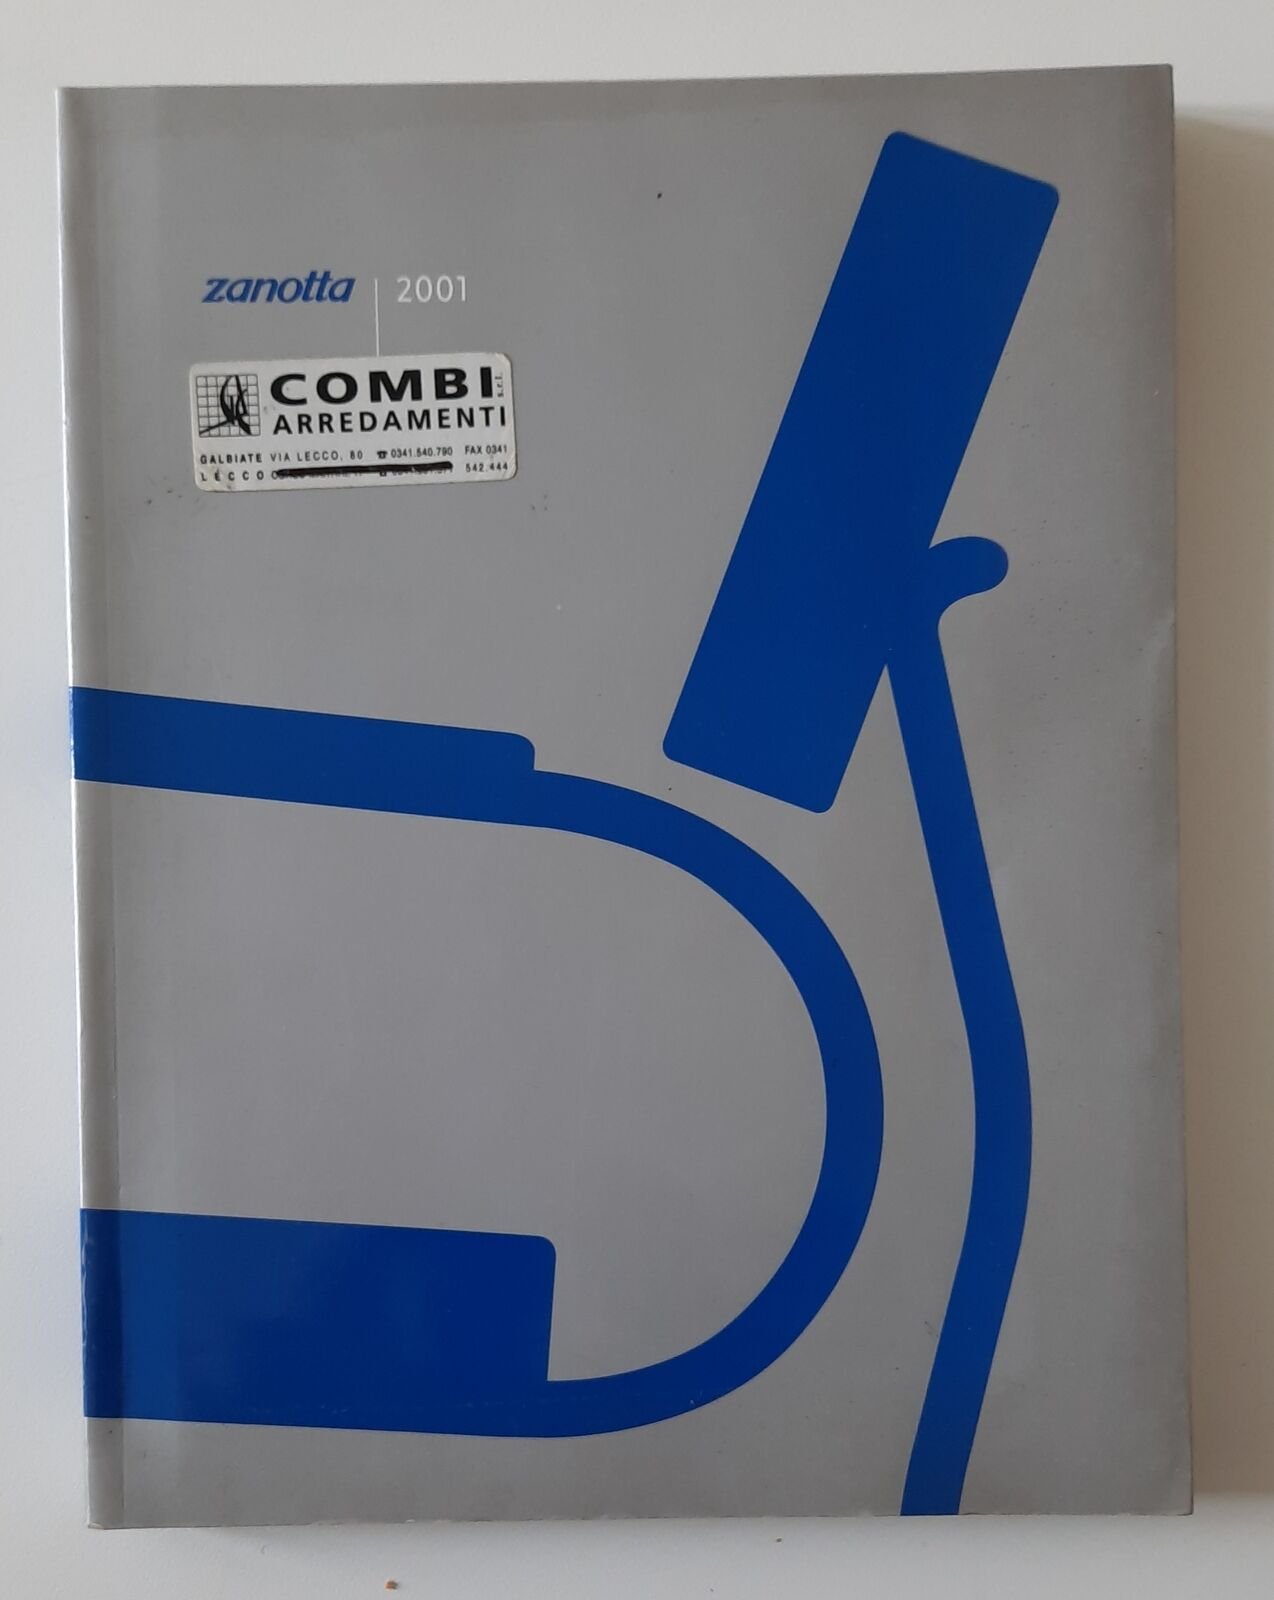 zanotta | 2001
COMBI s.r.l.
ARREDAMENTI
GALBIATE VIA LECCO, 80 ☎ 0341.540.790 FAX 0341
LECCO 542.444